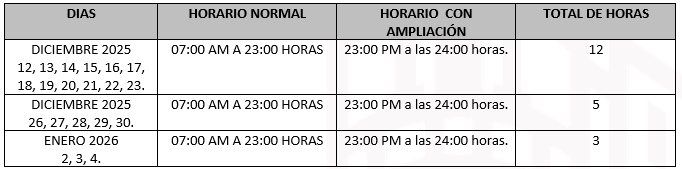 DIAS HORARIO NORMAL HORARIO CON AMPLIACIÓN TOTAL DE HORAS
DICIEMBRE 2025
12, 13, 14, 15, 16, 17,
18, 19, 20, 21, 22, 23.
07:00 AM A 23:00 HORAS 23:00 PM a las 24:00 horas. 12
DICIEMBRE 2025
26, 27, 28, 29, 30.
07:00 AM A 23:00 HORAS 23:00 PM a las 24:00 horas. 5
ENERO 2026
2, 3, 4.
07:00 AM A 23:00 HORAS 23:00 PM a las 24:00 horas. 3